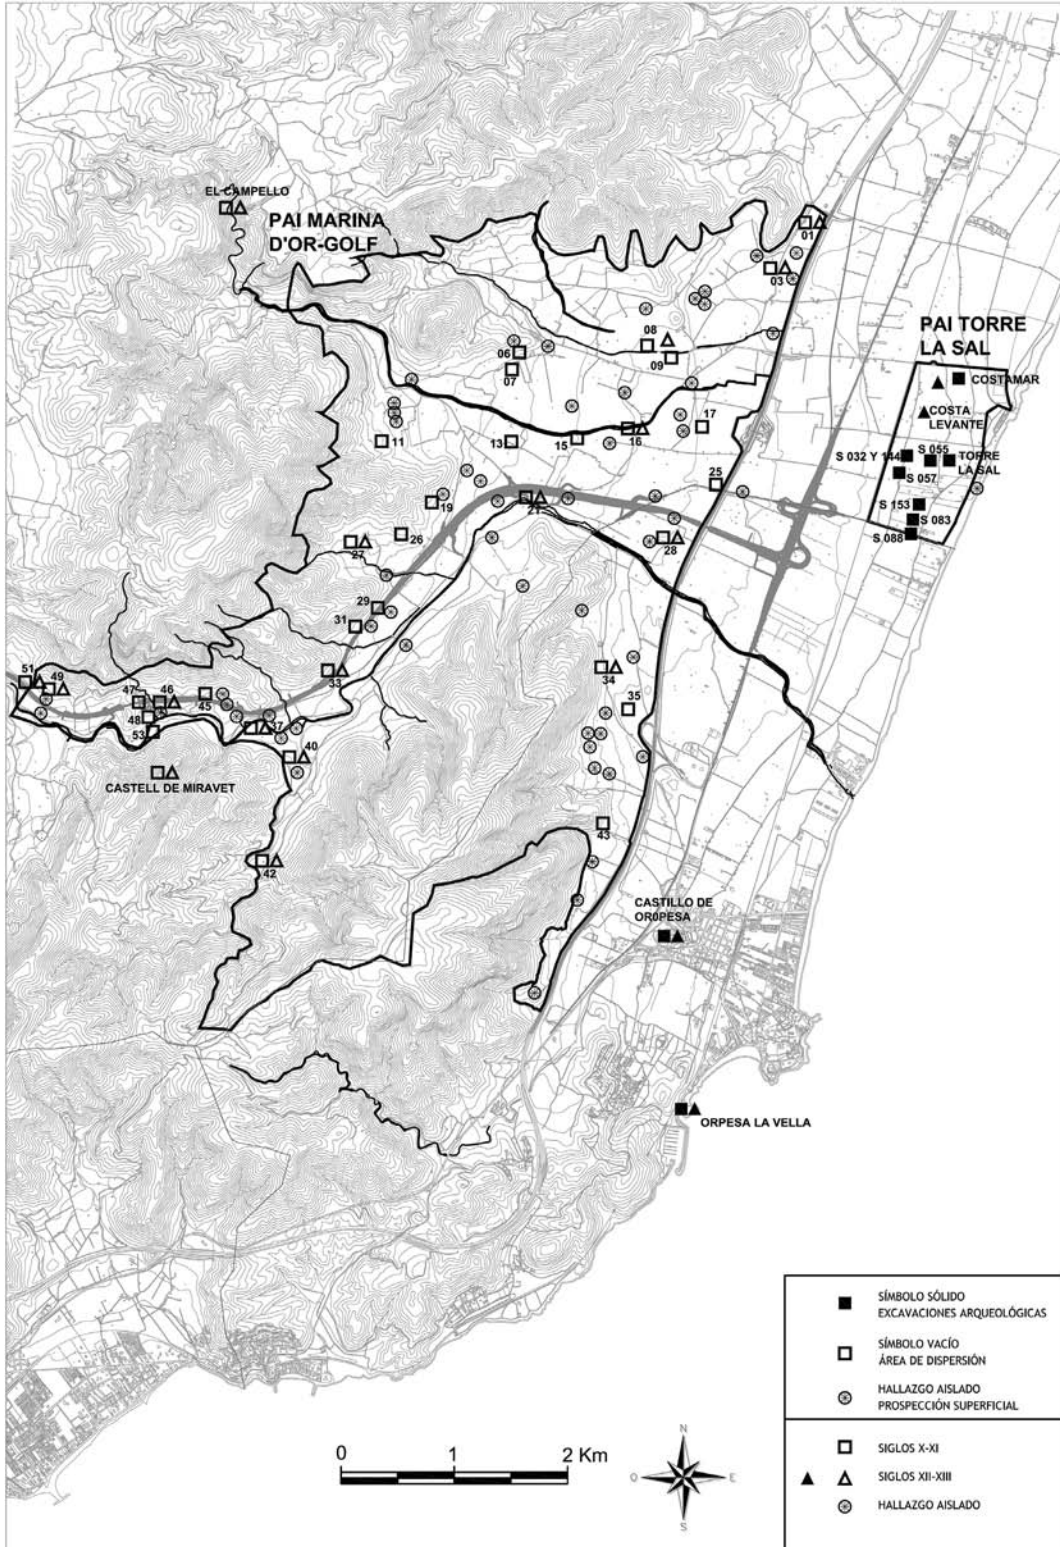 EL CAMPELLO
PAI MARINA
D'OR-GOLF
01
03
PAI TORRE
LA SAL
08
06
09
07
COSTAMAR
COSTA
LEVANTE
11
13
15
16
17
S 032 Y 144
S 055
TORRE
LA SAL
S 057
25
19
21
S 153
S 083
S 088
26
27
28
29
31
33
34
35
51
49
47
46
45
48
53
37
40
CASTELL DE MIRAVET
42
43
CASTILLO DE
OROPESA
ORPESA LA VELLA
SÍMBOLO SÓLIDO
EXCAVACIONES ARQUEOLÓGICAS
SÍMBOLO VACÍO
ÁREA DE DISPERSIÓN
HALLAZGO AISLADO
PROSPECCIÓN SUPERFICIAL
SIGLOS X-XI
SIGLOS XII-XIII
HALLAZGO AISLADO
0 1 2 Km
N
O E
S